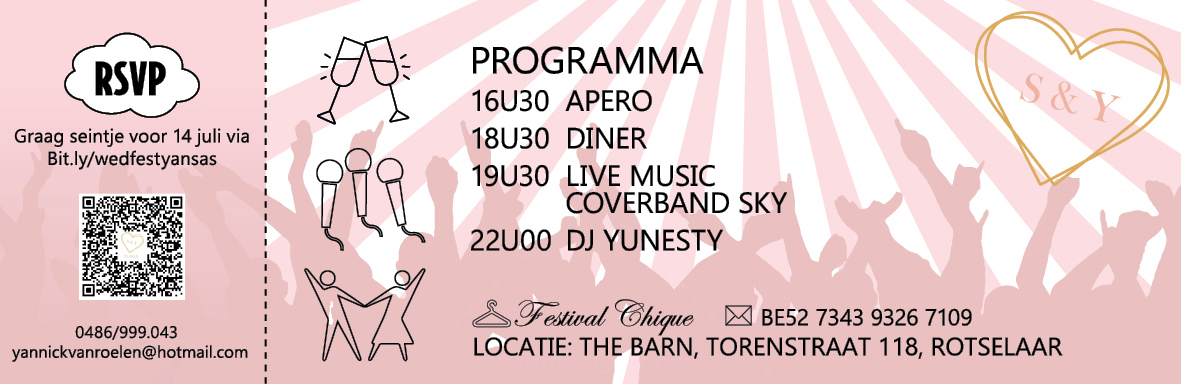 RSVP
Graag seintje voor 14 juli via
Bit.ly/wedfestyansas
0486/999.043
yannickvanroelen@hotmail.com
PROGRAMMA
16U30 APERO
18U30 DINER
19U30 LIVE MUSIC
COVERBAND SKY
22U00 DJ YUNESTY
Festival Chique
BE52 7343 9326 7109
LOCATIE: THE BARN, TORENSTRAAT 118, ROTSELAAR
S & Y